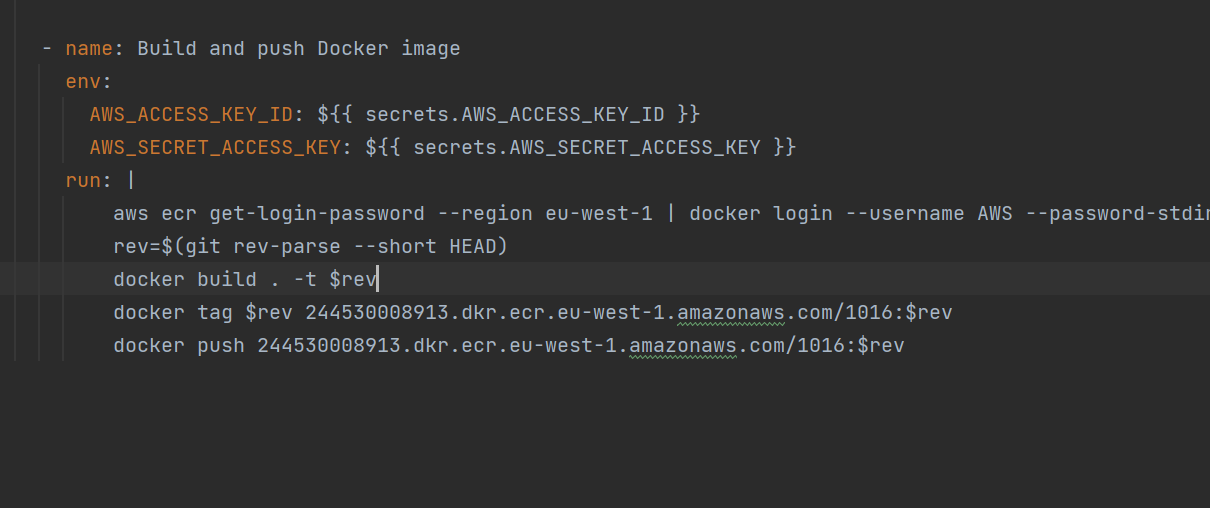 - name: Build and push Docker image
env:
AWS_ACCESS_KEY_ID: ${{ secrets.AWS_ACCESS_KEY_ID }}
AWS_SECRET_ACCESS_KEY: ${{ secrets.AWS_SECRET_ACCESS_KEY }}
run: |
aws ecr get-login-password --region eu-west-1 | docker login --username AWS --password-stdin
rev=$(git rev-parse --short HEAD)
docker build . -t $rev
docker tag $rev 244530008913.dkr.ecr.eu-west-1.amazonaws.com/1016:$rev
docker push 244530008913.dkr.ecr.eu-west-1.amazonaws.com/1016:$rev